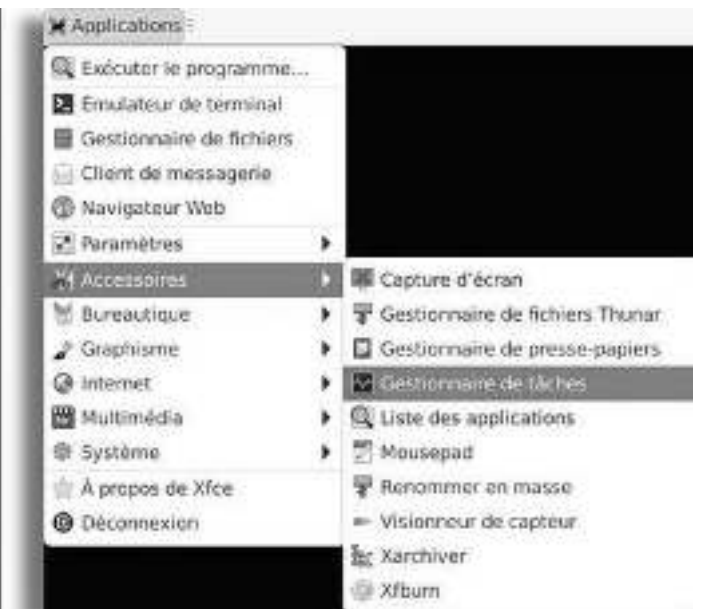 Applications
Exécuter le programme...
Émulateur de terminal
Gestionnaire de fichiers
Client de messagerie
Navigateur Web
Paramètres
Accessoires
Bureautique
Graphisme
Internet
Multimédia
Système
À propos de Xfce
Déconnexion
Capture d'écran
Gestionnaire de fichiers Thunar
Gestionnaire de presse-papiers
Gestionnaire de tâches
Liste des applications
Mousepad
Renommer en masse
Visionneur de capteur
Xarchiver
Xfburn